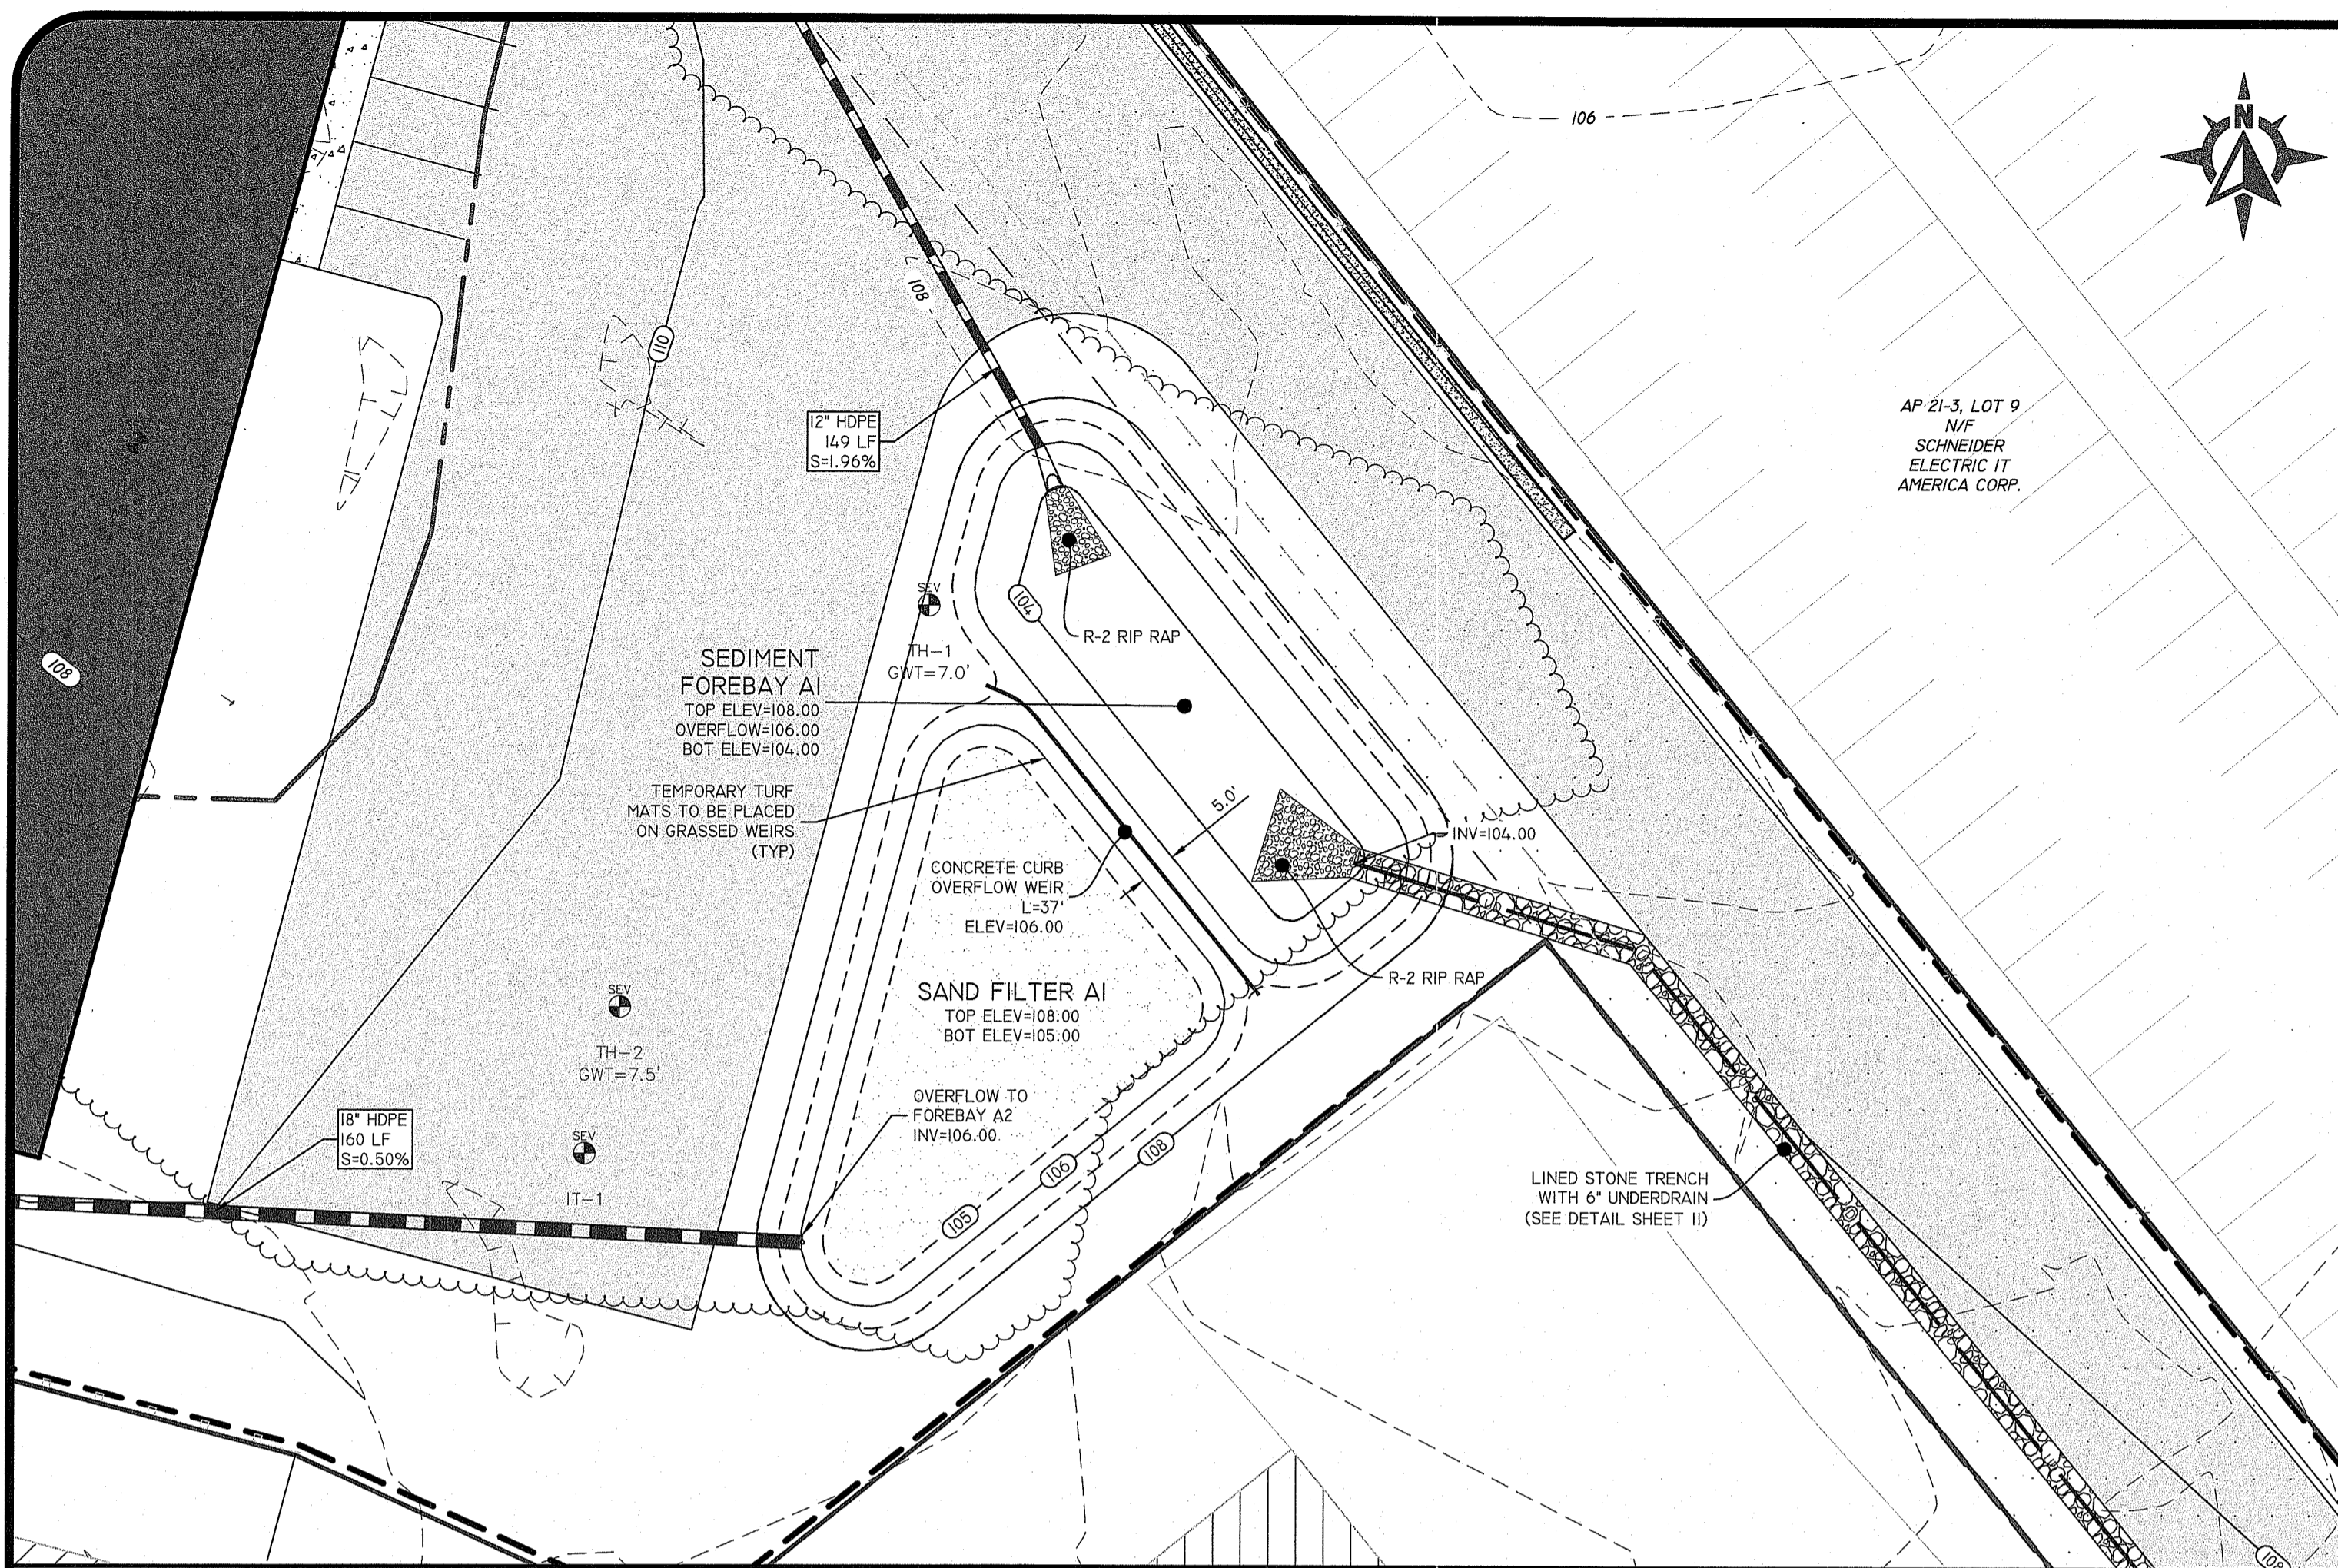 N
106
108
110
12" HDPE
149 LF
S=1.96%
AP 21-3, LOT 9
N/F
SCHNEIDER
ELECTRIC IT
AMERICA CORP.
SEV
TH-1
GWT=7.0'
104
R-2 RIP RAP
108
SEDIMENT
FOREBAY A1
TOP ELEV=108.00
OVERFLOW=106.00
BOT ELEV=104.00
TEMPORARY TURF
MATS TO BE PLACED
ON GRASSED WEIRS
(TYP)
5.0'
INV=104.00
CONCRETE CURB
OVERFLOW WEIR
L=37'
ELEV=106.00
R-2 RIP RAP
SAND FILTER A1
TOP ELEV=108.00
BOT ELEV=105.00
SEV
TH-2
GWT=7.5'
OVERFLOW TO
FOREBAY A2
INV=106.00
18" HDPE
160 LF
S=0.50%
SEV
IT-1
105
106
108
LINED STONE TRENCH
WITH 6" UNDERDRAIN
(SEE DETAIL SHEET 11)
108